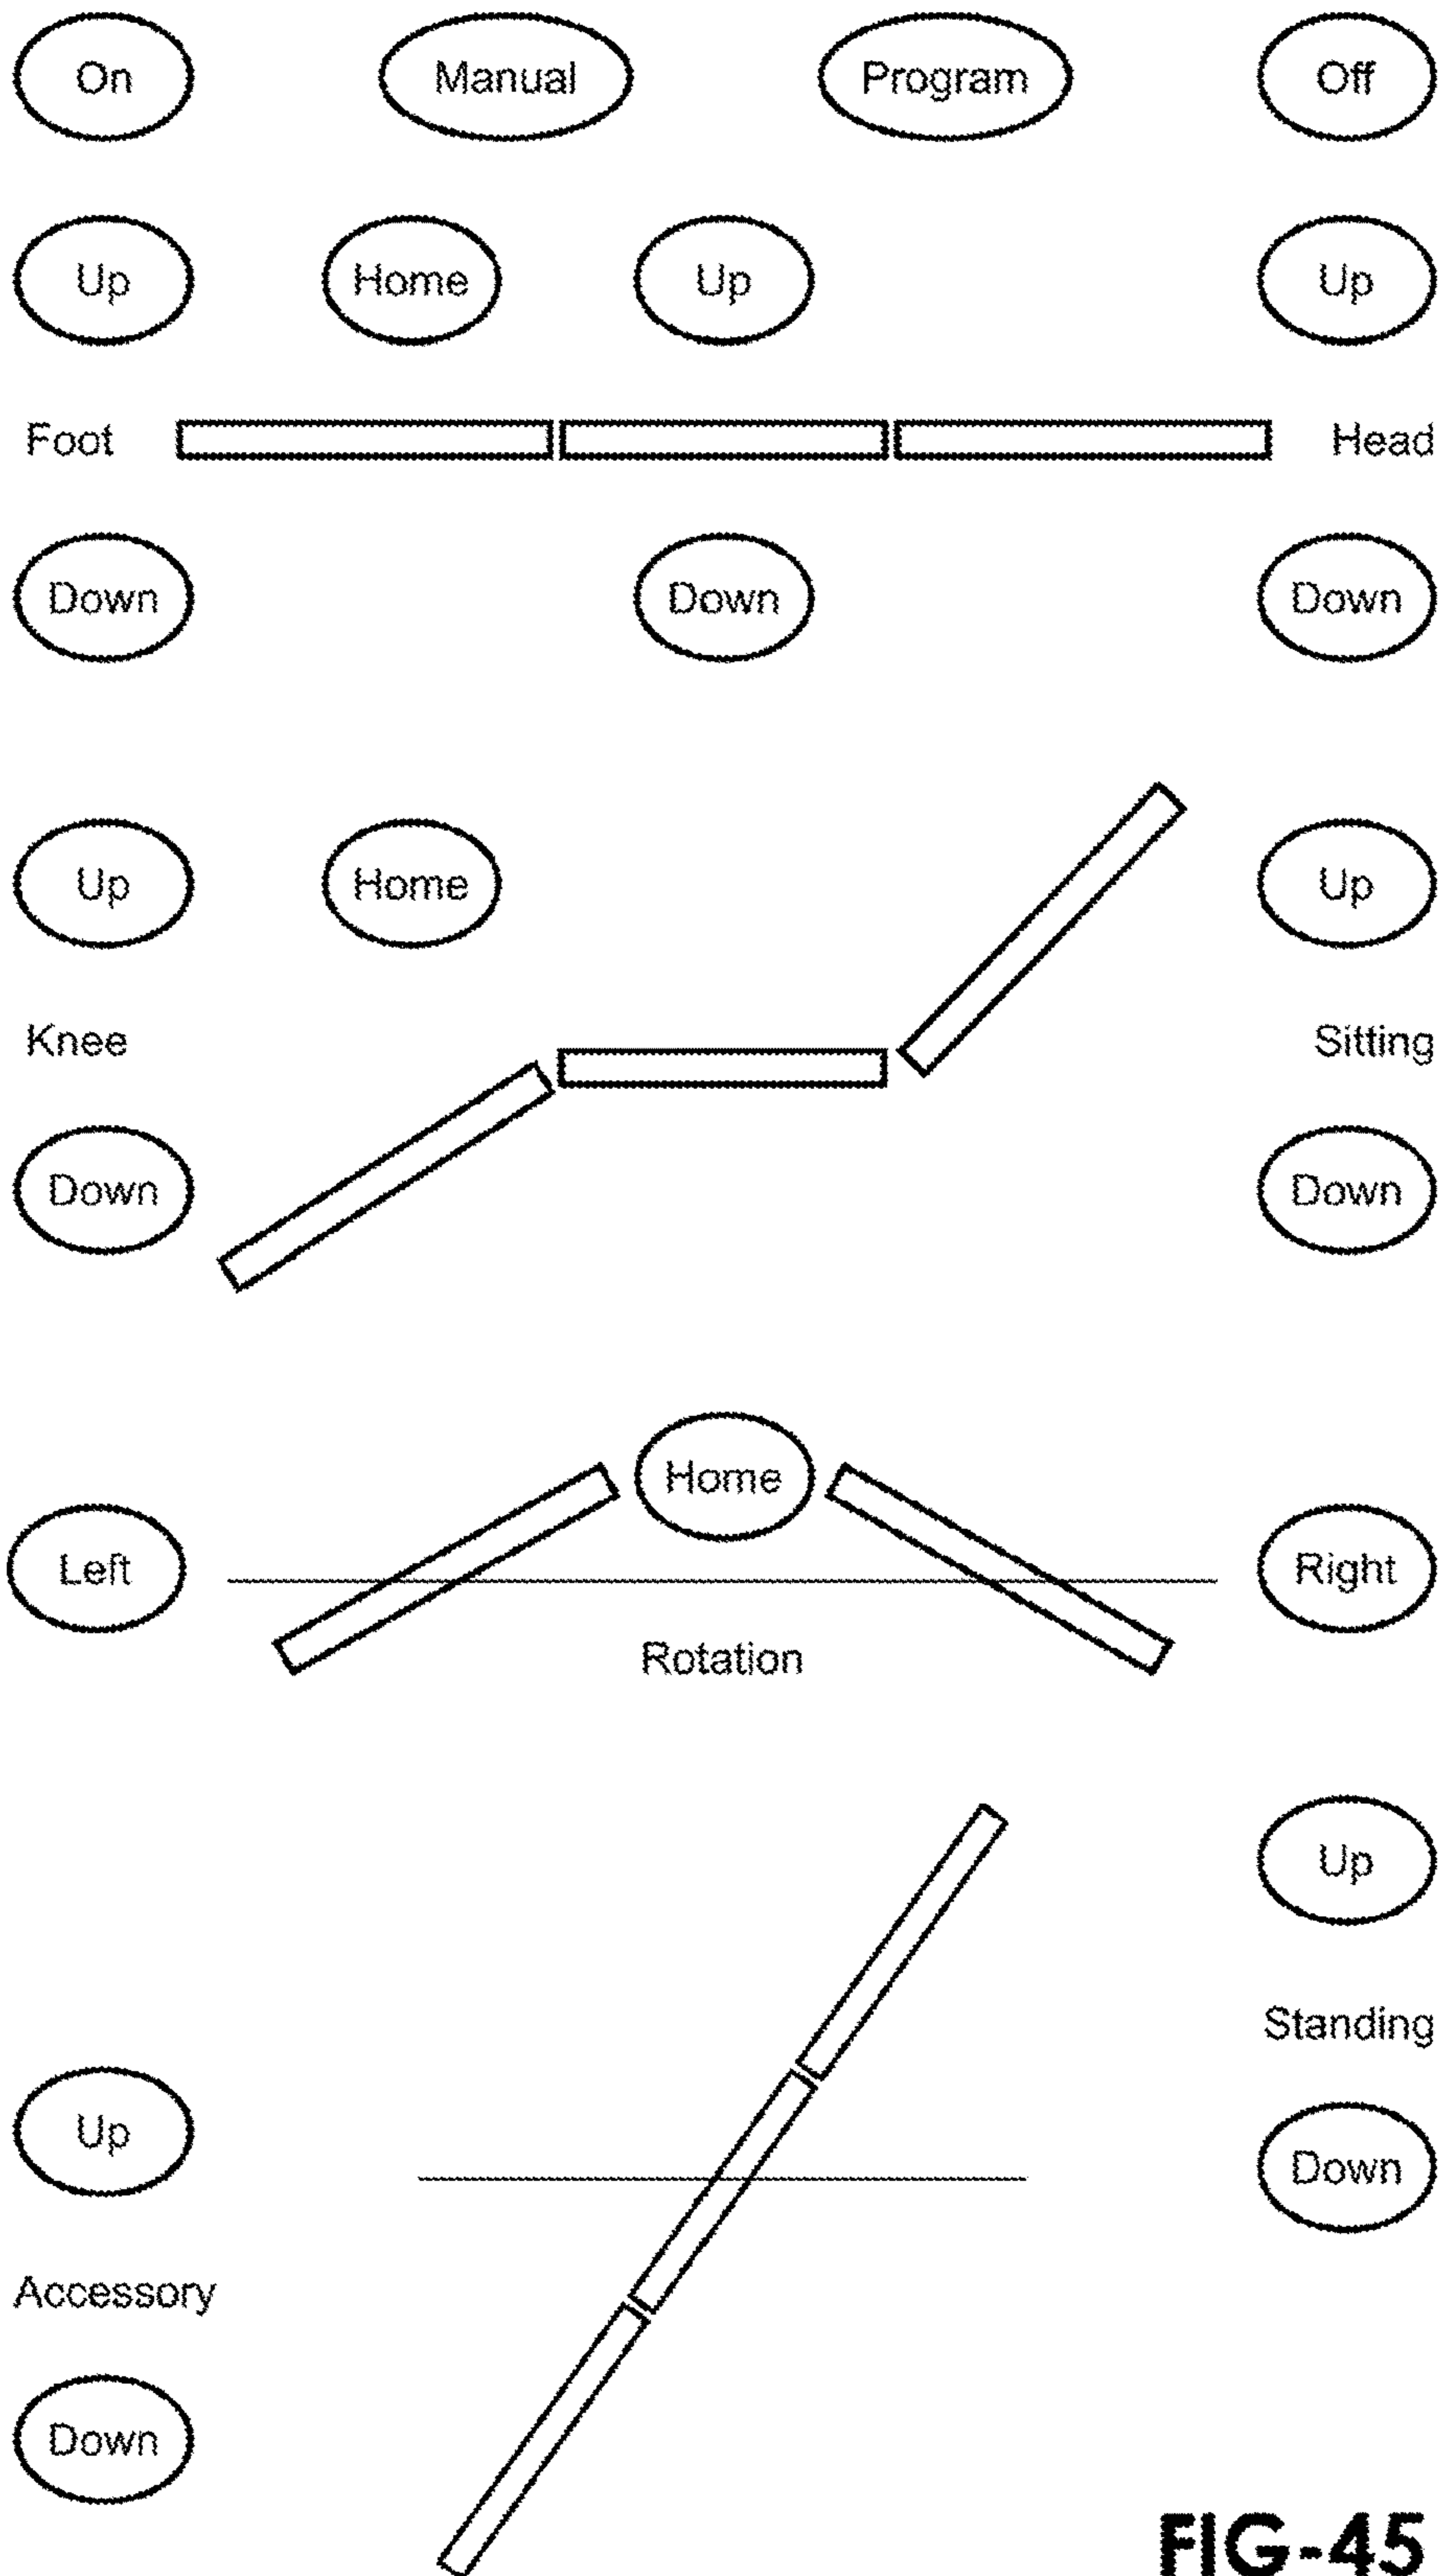 On Manual Program Off
Up Home Up Up
Foot Head
Down Down Down
Up Home Up
Knee Sitting
Down Down
Home
Left Right
Rotation
Up
Standing
Up Down
Accessory
Down
FIG-45